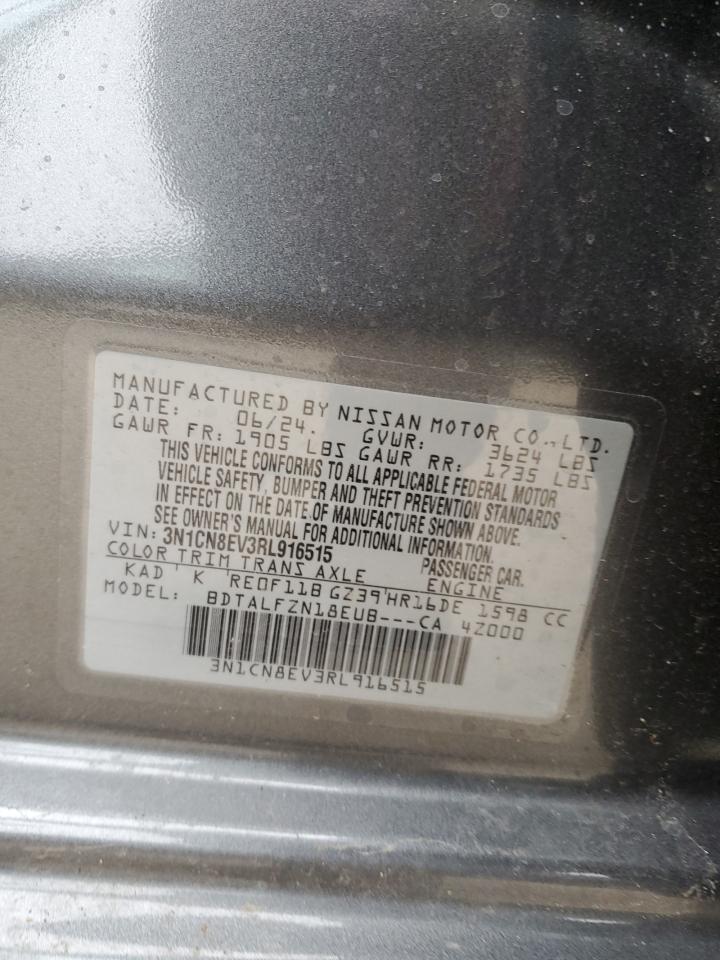 MANUFACTURED BY NISSAN MOTOR CO., LTD.
DATE: 06/24. GVWR: 3624 LBS
GAWR FR: 1905 LBS GAWR RR: 1735 LBS
THIS VEHICLE CONFORMS TO ALL APPLICABLE FEDERAL MOTOR
VEHICLE SAFETY, BUMPER AND THEFT PREVENTION STANDARDS
IN EFFECT ON THE DATE OF MANUFACTURE SHOWN ABOVE.
SEE OWNER'S MANUAL FOR ADDITIONAL INFORMATION.
VIN: 3N1CN8EV3RL916515 PASSENGER CAR.
COLOR TRIM TRANS AXLE ENGINE
KAD ' K 'RE0F11B GZ39'HR16DE 1598 CC
MODEL: BDTALFZN18EUB---CA 4Z000
3N1CN8EV3RL916515